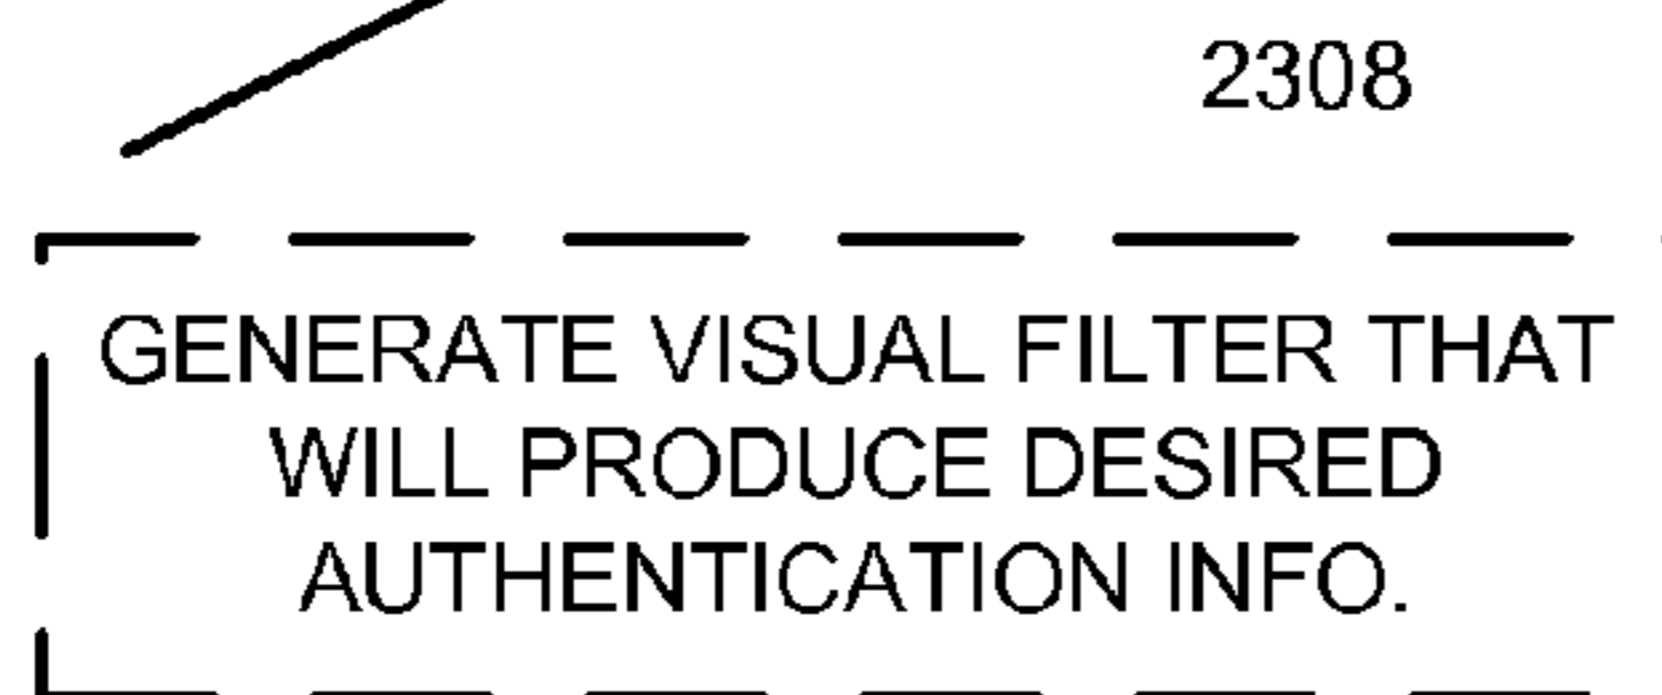 2308
GENERATE VISUAL FILTER THAT
WILL PRODUCE DESIRED
AUTHENTICATION INFO.